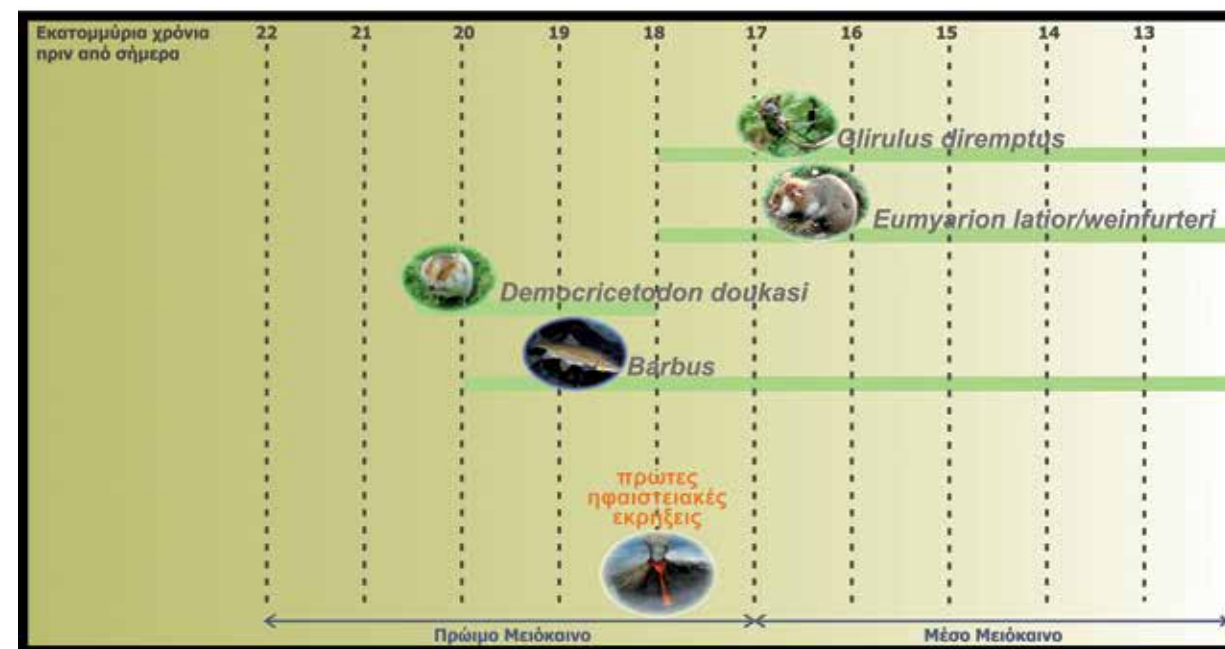 Εκατομμύρια χρόνια
πριν από σήμερα
22 21 20 19 18 17 16 15 14 13
Glirulus diremptus
Eumyarion latior/weinfurteri
Democricetodon doukasi
Barbus
πρώτες
ηφαιστειακές
εκρήξεις
Πρώιμο Μειόκαινο Μέσο Μειόκαινο